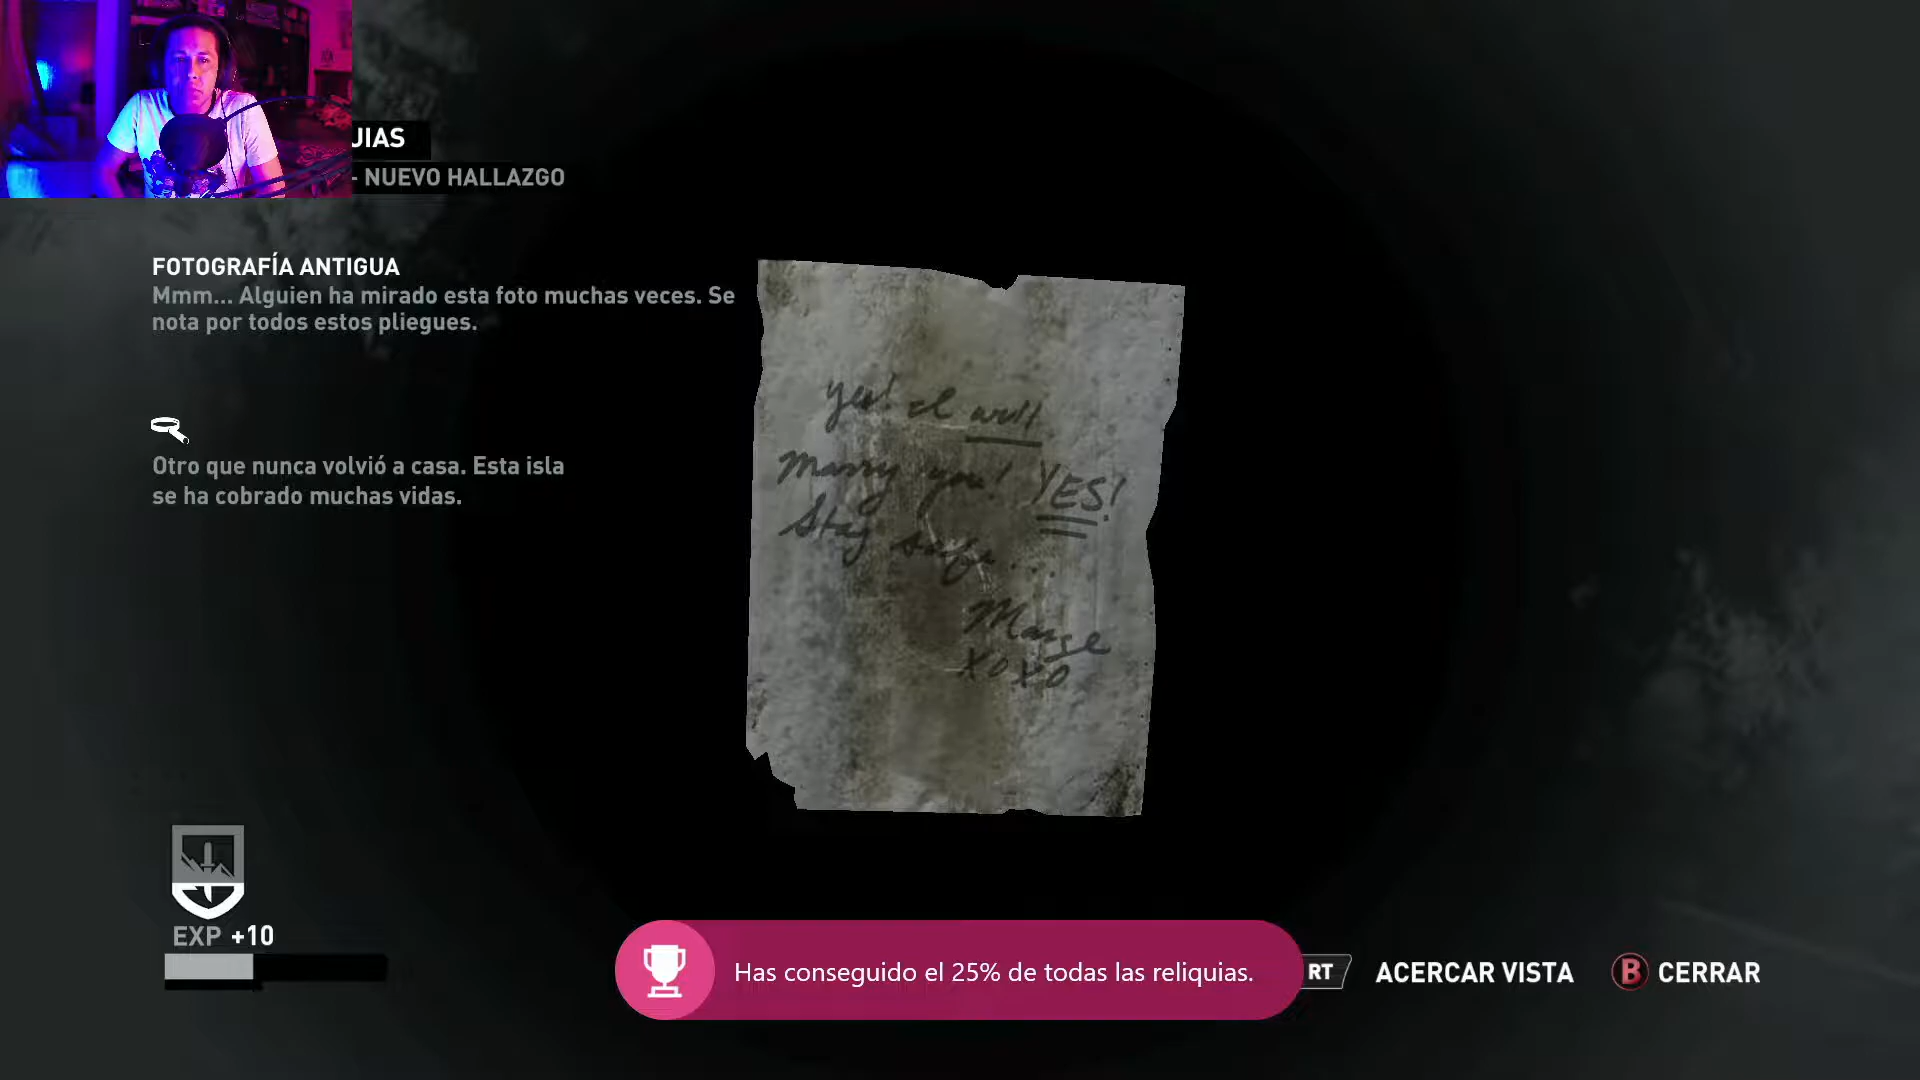 UIAS
- NUEVO HALLAZGO
FOTOGRAFÍA ANTIGUA
Mmm... Alguien ha mirado esta foto muchas veces. Se
nota por todos estos pliegues.
Otro que nunca volvió a casa. Esta isla
se ha cobrado muchas vidas.
yes! I will
marry you! YES!
Stay safe...
Marge
XOXO
EXP +10
Has conseguido el 25% de todas las reliquias.
RT ACERCAR VISTA B CERRAR